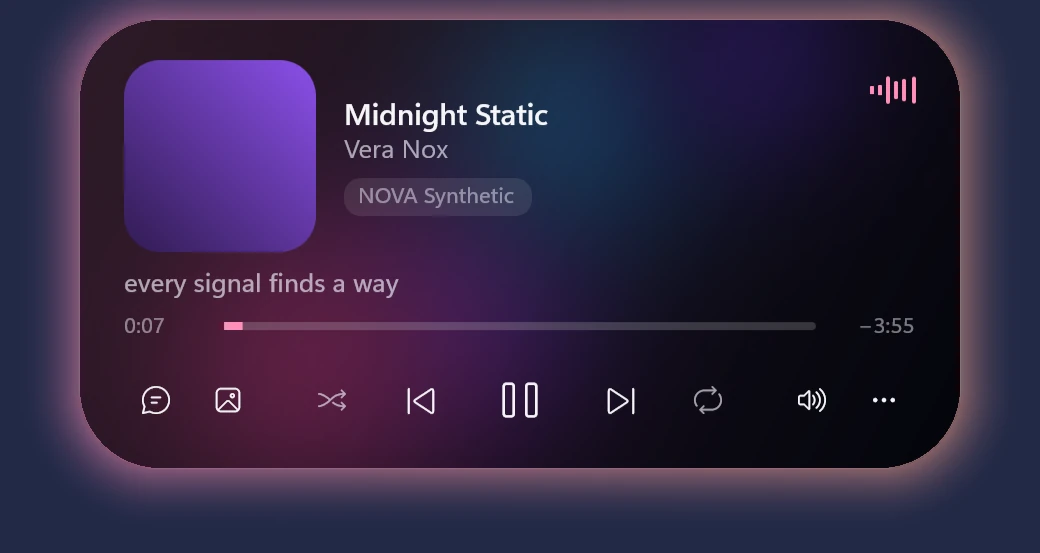 Midnight Static
Vera Nox
NOVA Synthetic
every signal finds a way
0:07
−3:55